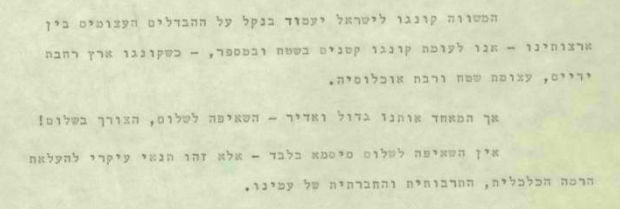 המשווה קונגו לישראל יעמוד בנקל על ההבדלים העצומים בין
ארצותינו – אנו לעומת קונגו קטנים בשטח ובמספר, – כשקונגו ארץ רחבת
ידיים, עצומת שטח ורבת אוכלוסיה.
אך המאחד אותנו גדול ואדיר – השאיפה לשלום, הצורך בשלום!
אין השאיפה לשלום סיסמא בלבד – אלא זהו תנאי עיקרי להעלאת
הרמה הכלכלית, התרבותית והחברתית של עמינו.